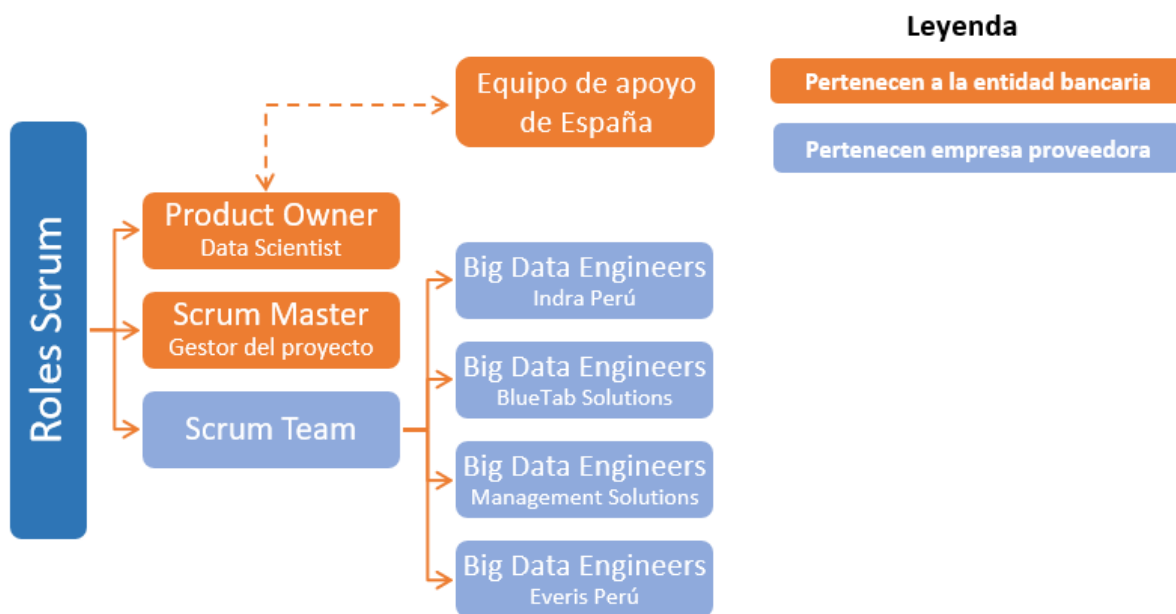 Leyenda
Pertenecen a la entidad bancaria
Pertenecen empresa proveedora
Equipo de apoyo
de España
Roles Scrum
Product Owner
Data Scientist
Scrum Master
Gestor del proyecto
Scrum Team
Big Data Engineers
Indra Perú
Big Data Engineers
BlueTab Solutions
Big Data Engineers
Management Solutions
Big Data Engineers
Everis Perú